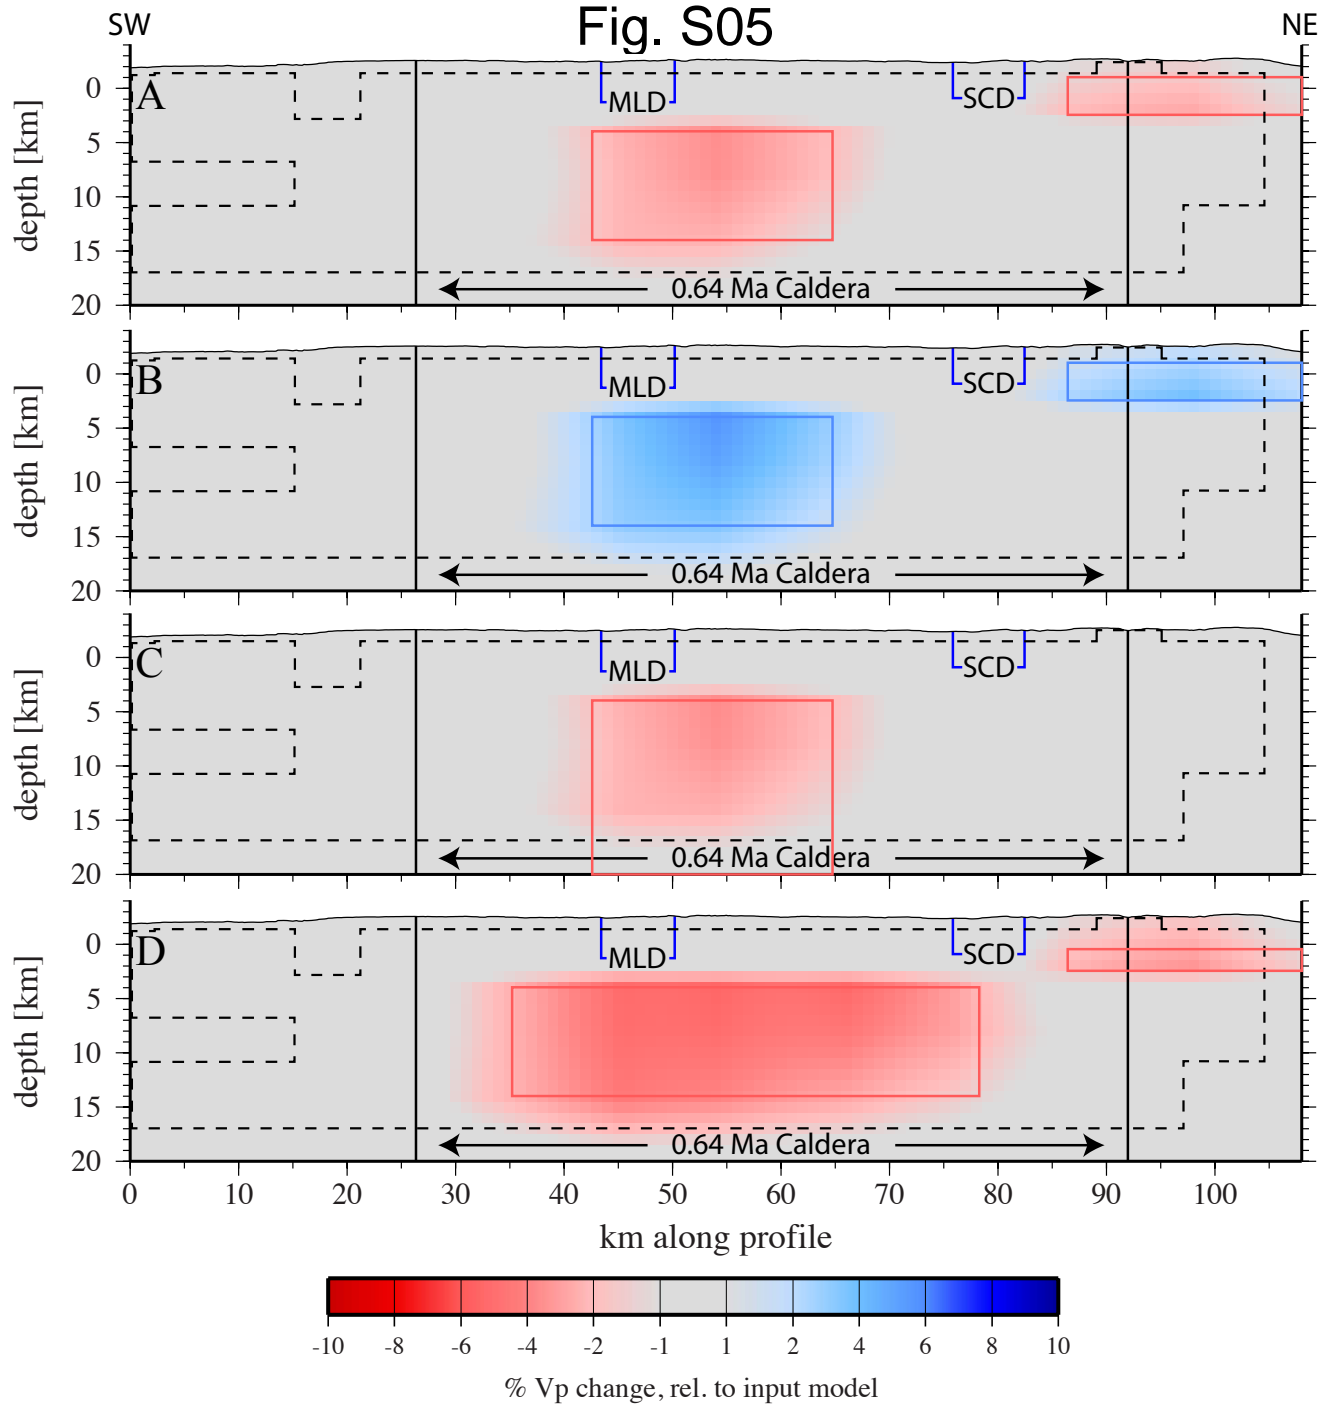 Fig. S05
SW NE
A
MLD SCD
0.64 Ma Caldera
0
5
10
15
20
depth [km]
B
MLD SCD
0.64 Ma Caldera
0
5
10
15
20
depth [km]
C
MLD SCD
0.64 Ma Caldera
0
5
10
15
20
depth [km]
D
MLD SCD
0.64 Ma Caldera
0
5
10
15
20
depth [km]
0 10 20 30 40 50 60 70 80 90 100
km along profile
-10 -8 -6 -4 -2 -1 1 2 4 6 8 10
% Vp change, rel. to input model